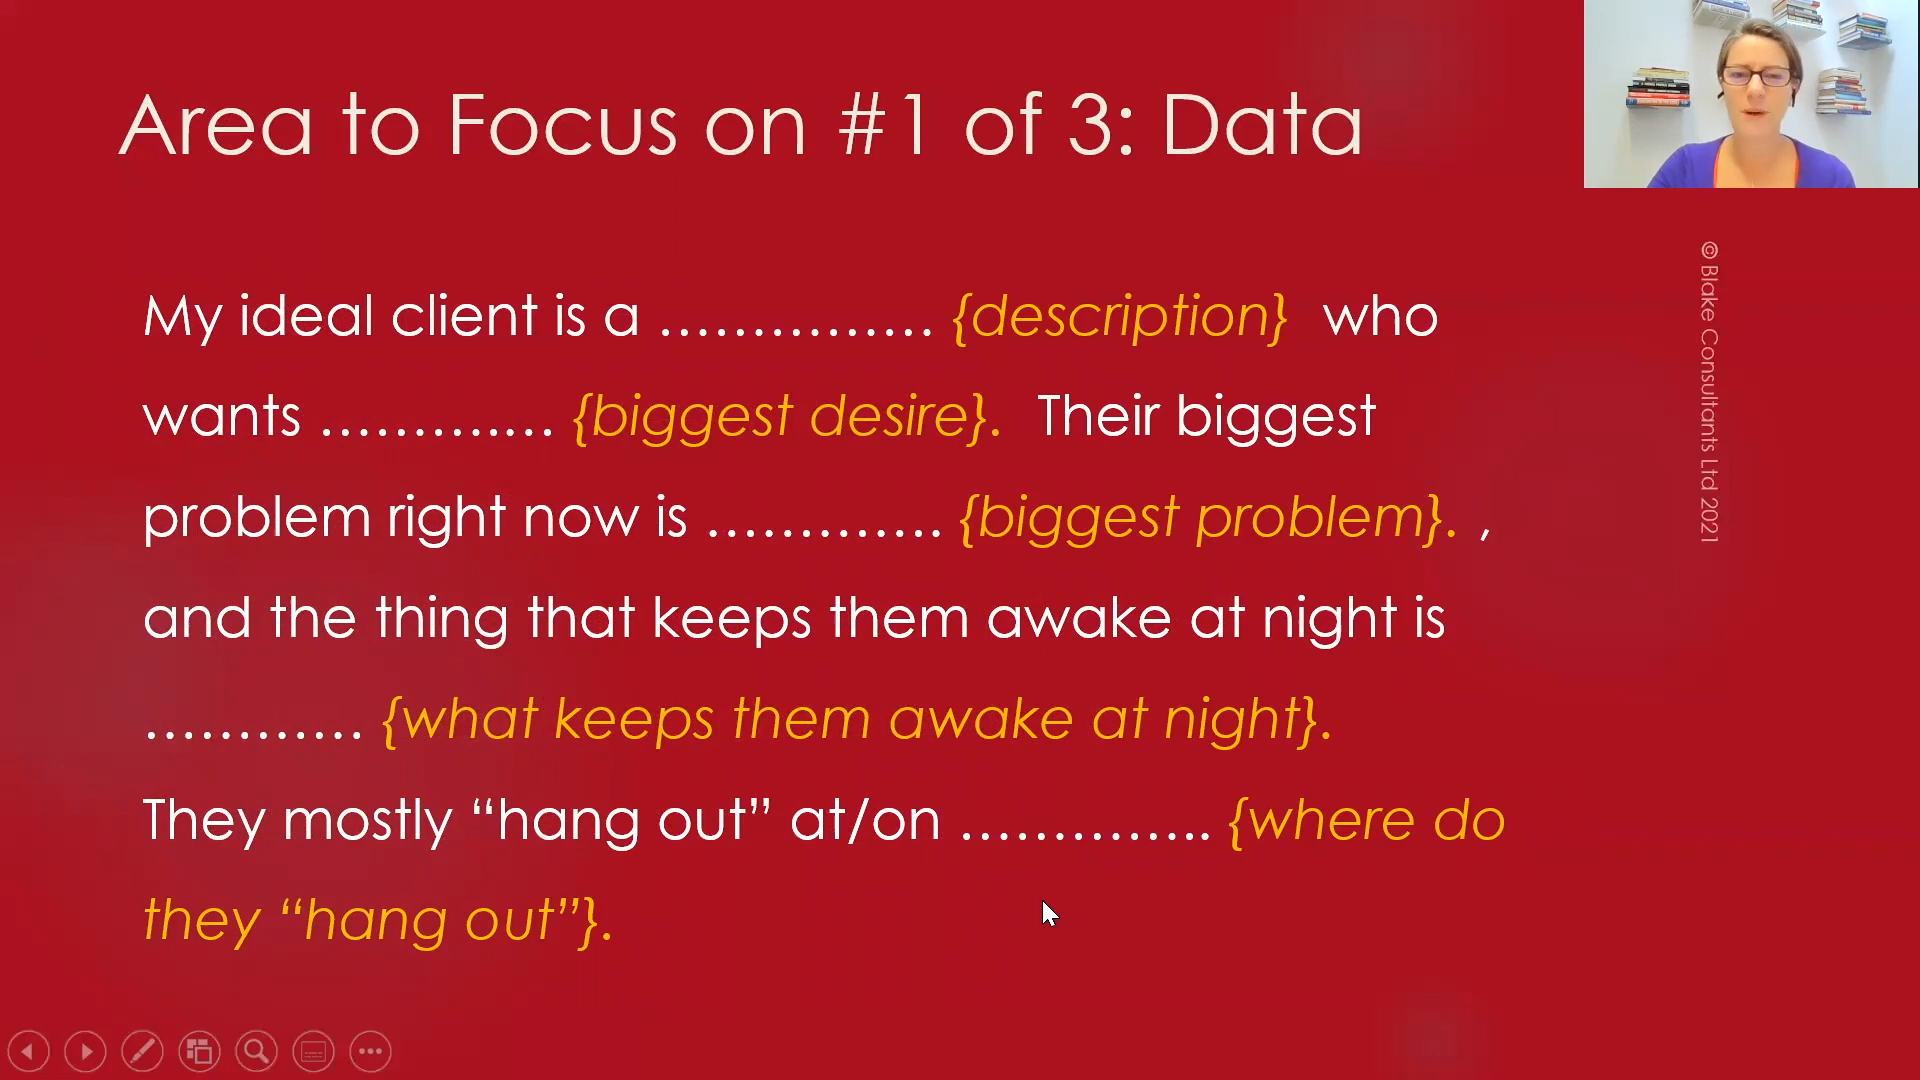 Area to Focus on #1 of 3: Data
My ideal client is a …………… {description} who
wants …………. {biggest desire}. Their biggest
problem right now is …………. {biggest problem}. ,
and the thing that keeps them awake at night is
………… {what keeps them awake at night}.
They mostly “hang out” at/on ………….. {where do
they “hang out”}.
© Blake Consultants Ltd 2021